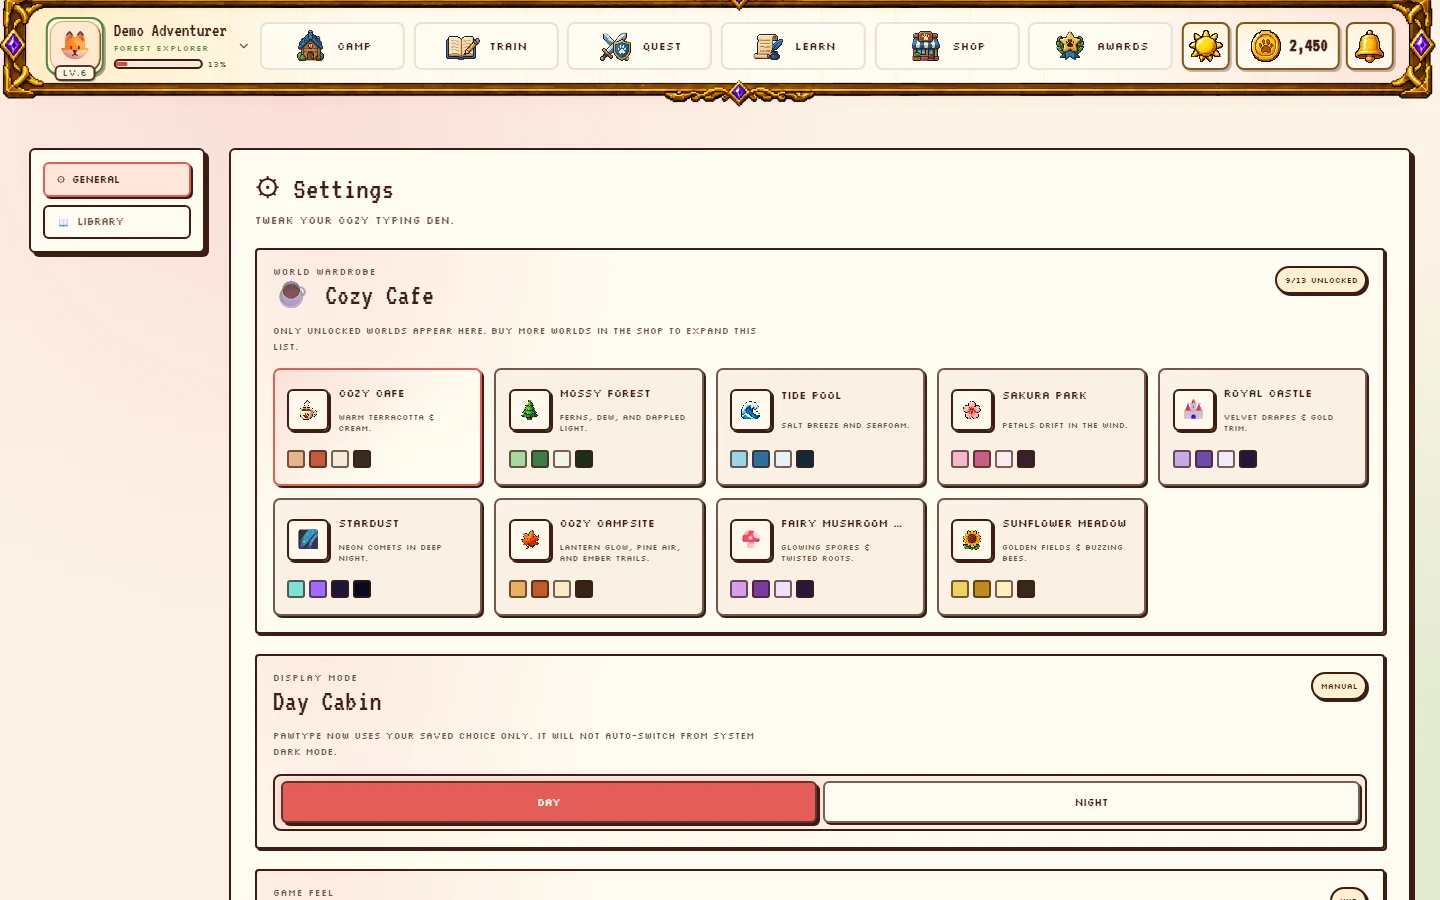 Demo Adventurer
FOREST EXPLORER
13%
LV.6
CAMP
TRAIN
QUEST
LEARN
SHOP
AWARDS
2,450
GENERAL
LIBRARY
Settings
TWEAK YOUR COZY TYPING DEN.
WORLD WARDROBE
Cozy Cafe
9/13 UNLOCKED
ONLY UNLOCKED WORLDS APPEAR HERE. BUY MORE WORLDS IN THE SHOP TO EXPAND THIS
LIST.
COZY CAFE
WARM TERRACOTTA &
CREAM.
MOSSY FOREST
FERNS, DEW, AND DAPPLED
LIGHT.
TIDE POOL
SALT BREEZE AND SEAFOAM.
SAKURA PARK
PETALS DRIFT IN THE WIND.
ROYAL CASTLE
VELVET DRAPES & GOLD
TRIM.
STARDUST
NEON COMETS IN DEEP
NIGHT.
COZY CAMPSITE
LANTERN GLOW, PINE AIR,
AND EMBER TRAILS.
FAIRY MUSHROOM ...
GLOWING SPORES &
TWISTED ROOTS.
SUNFLOWER MEADOW
GOLDEN FIELDS & BUZZING
BEES.
DISPLAY MODE
Day Cabin
MANUAL
PAWTYPE NOW USES YOUR SAVED CHOICE ONLY. IT WILL NOT AUTO-SWITCH FROM SYSTEM
DARK MODE.
DAY
NIGHT
GAME FEEL